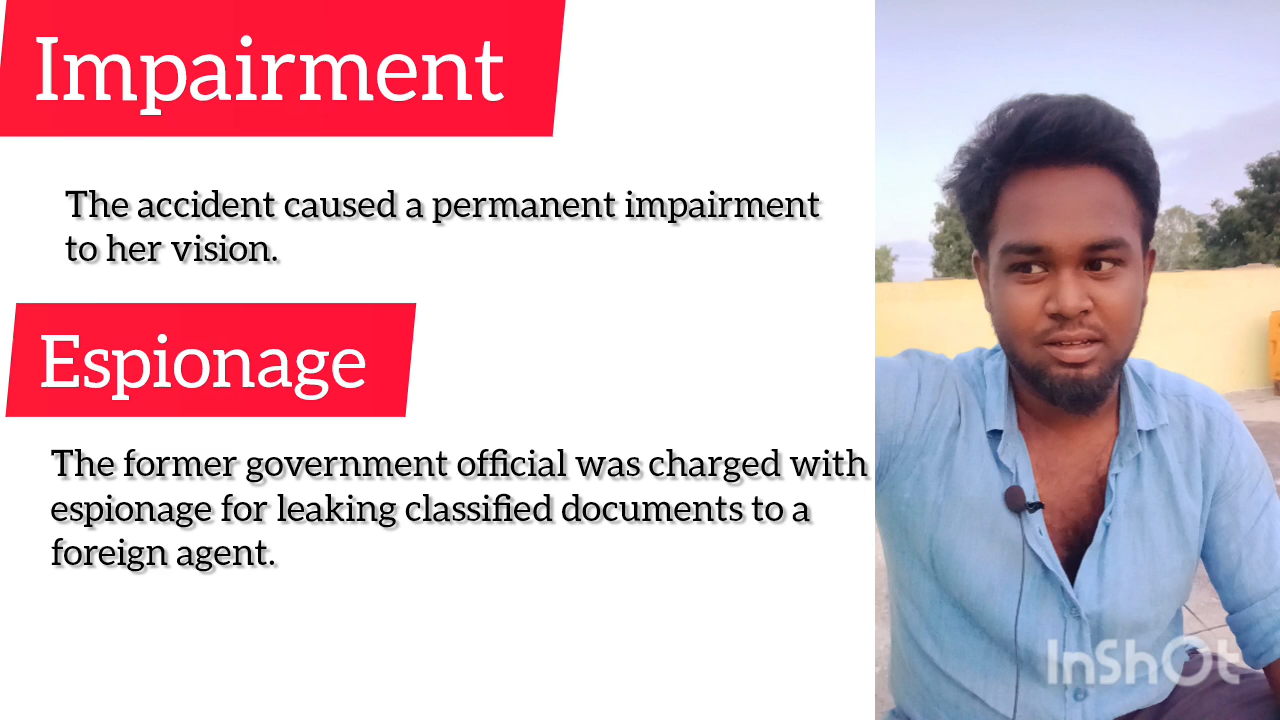 Impairment
The accident caused a permanent impairment
to her vision.
Espionage
The former government official was charged with
espionage for leaking classified documents to a
foreign agent.
InShOt